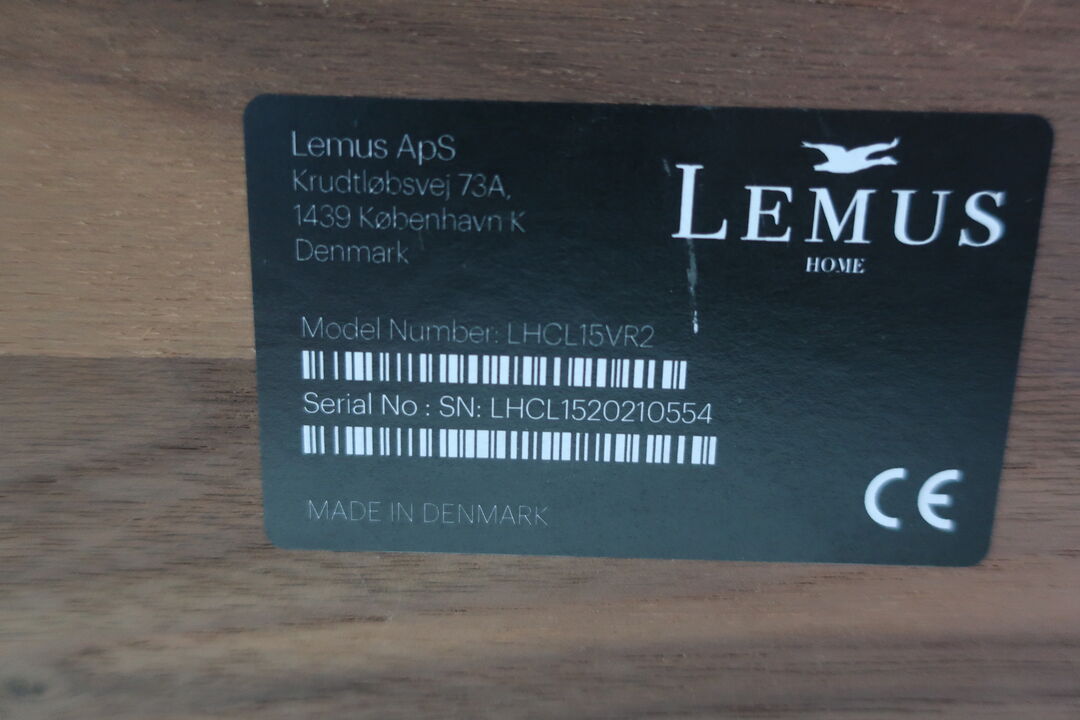 Lemus ApS
Krudtløbsvej 73A,
1439 København K
Denmark
LEMUS
HOME
Model Number: LHCL15VR2
Serial No : SN: LHCL1520210554
MADE IN DENMARK
CE